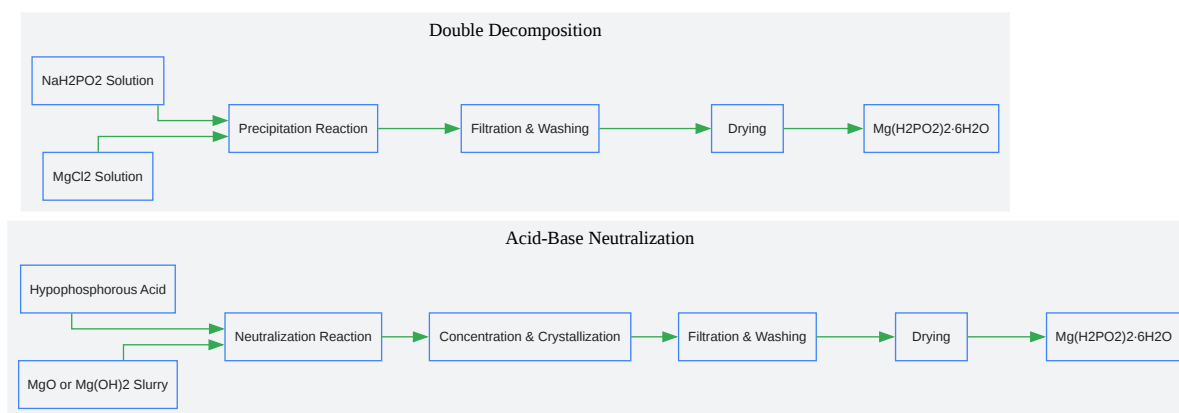 Double Decomposition
NaH2PO2 Solution
MgCl2 Solution
Precipitation Reaction
Filtration & Washing
Drying
Mg(H2PO2)2·6H2O
Acid-Base Neutralization
Hypophosphorous Acid
MgO or Mg(OH)2 Slurry
Neutralization Reaction
Concentration & Crystallization
Filtration & Washing
Drying
Mg(H2PO2)2·6H2O